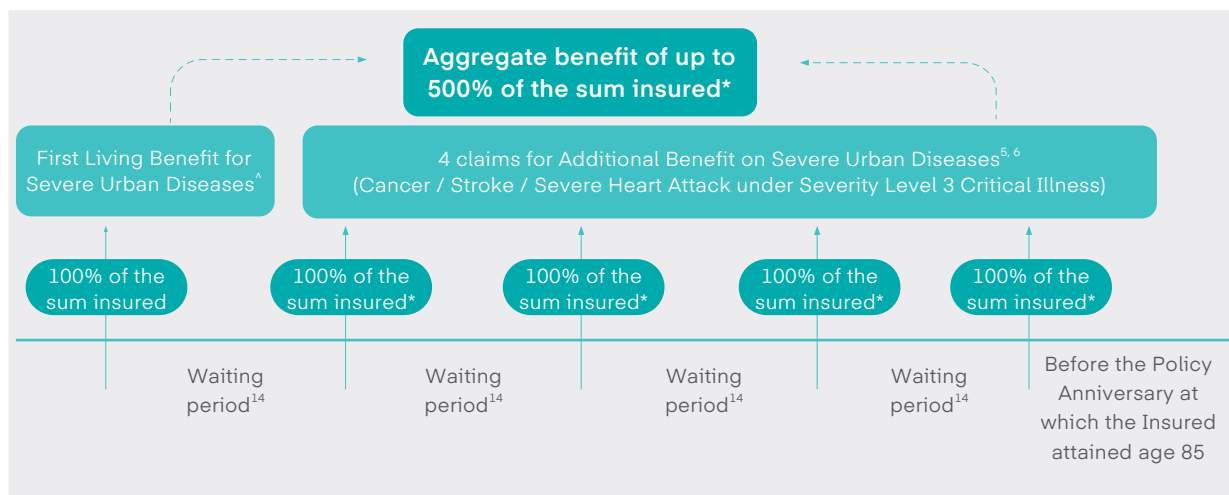 Aggregate benefit of up to
500% of the sum insured*
First Living Benefit for
Severe Urban Diseases^
4 claims for Additional Benefit on Severe Urban Diseases5, 6
(Cancer / Stroke / Severe Heart Attack under Severity Level 3 Critical Illness)
100% of the
sum insured
100% of the
sum insured*
100% of the
sum insured*
100% of the
sum insured*
100% of the
sum insured*
Waiting
period14
Waiting
period14
Waiting
period14
Waiting
period14
Before the Policy
Anniversary at
which the Insured
attained age 85